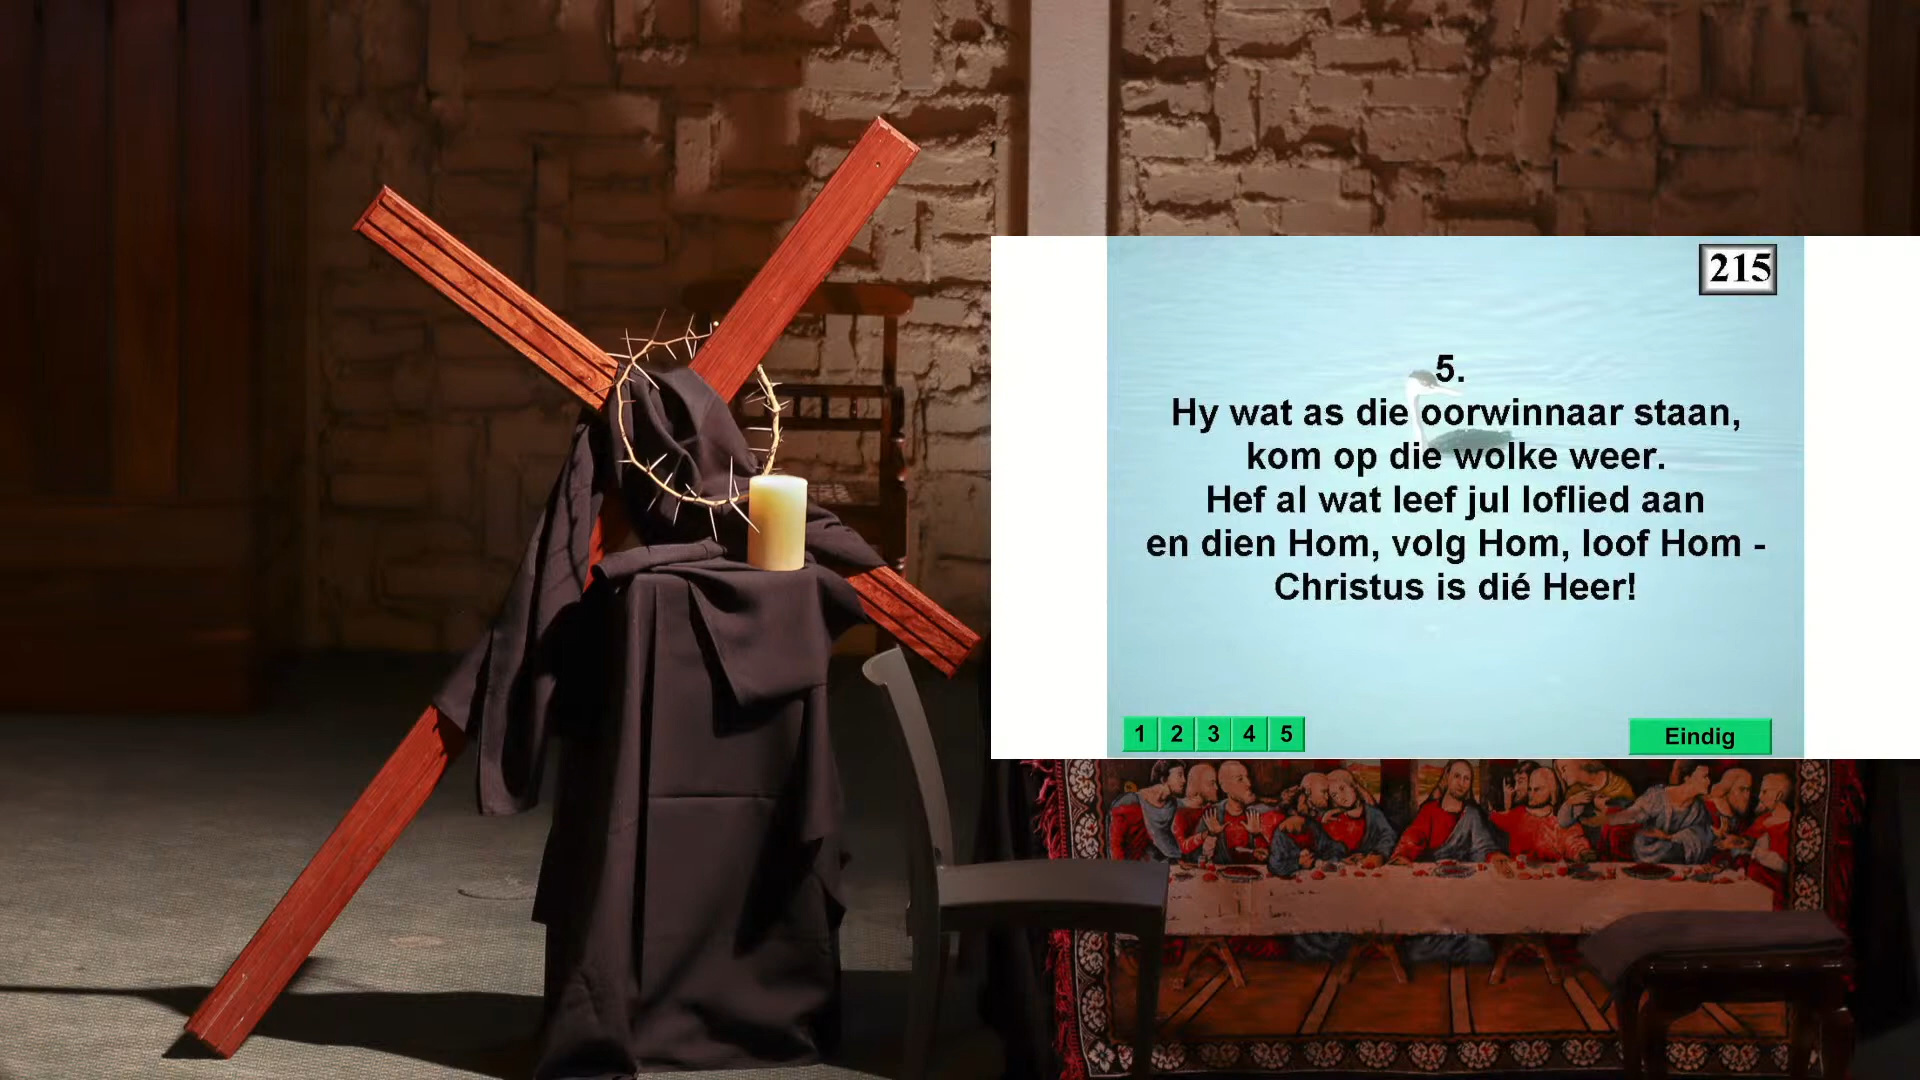 215
5.
Hy wat as die oorwinnaar staan,
kom op die wolke weer.
Hef al wat leef jul loflied aan
en dien Hom, volg Hom, loof Hom -
Christus is dié Heer!
1 2 3 4 5
Eindig